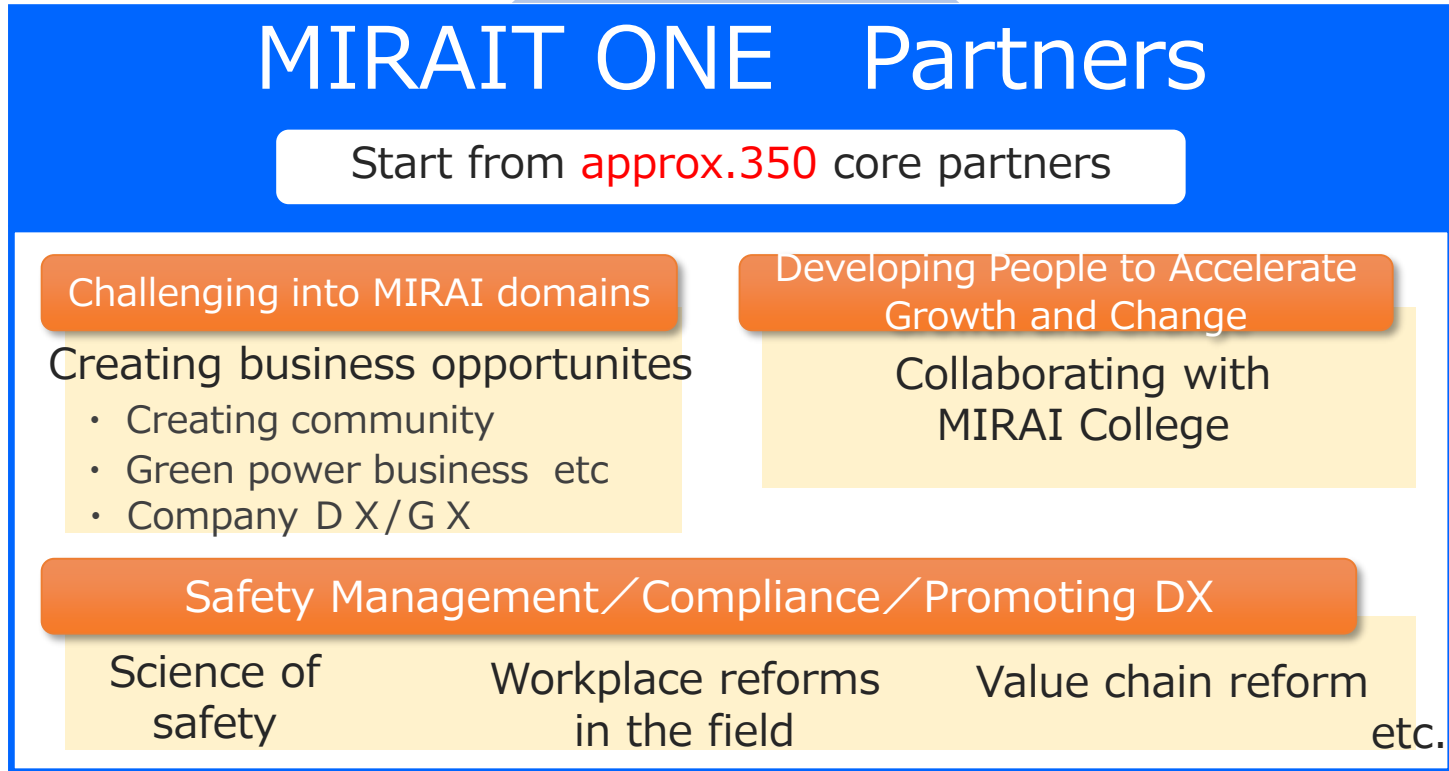 MIRAIT ONE　Partners
Start from approx.350 core partners
Challenging into MIRAI domains
Creating business opportunites
・ Creating community
・ Green power business etc
・ Company ＤＸ/ＧＸ
Developing People to Accelerate
Growth and Change
Collaborating with
MIRAI College
Safety Management／Compliance／Promoting DX
Science of
safety
Workplace reforms
in the field
Value chain reform
etc.